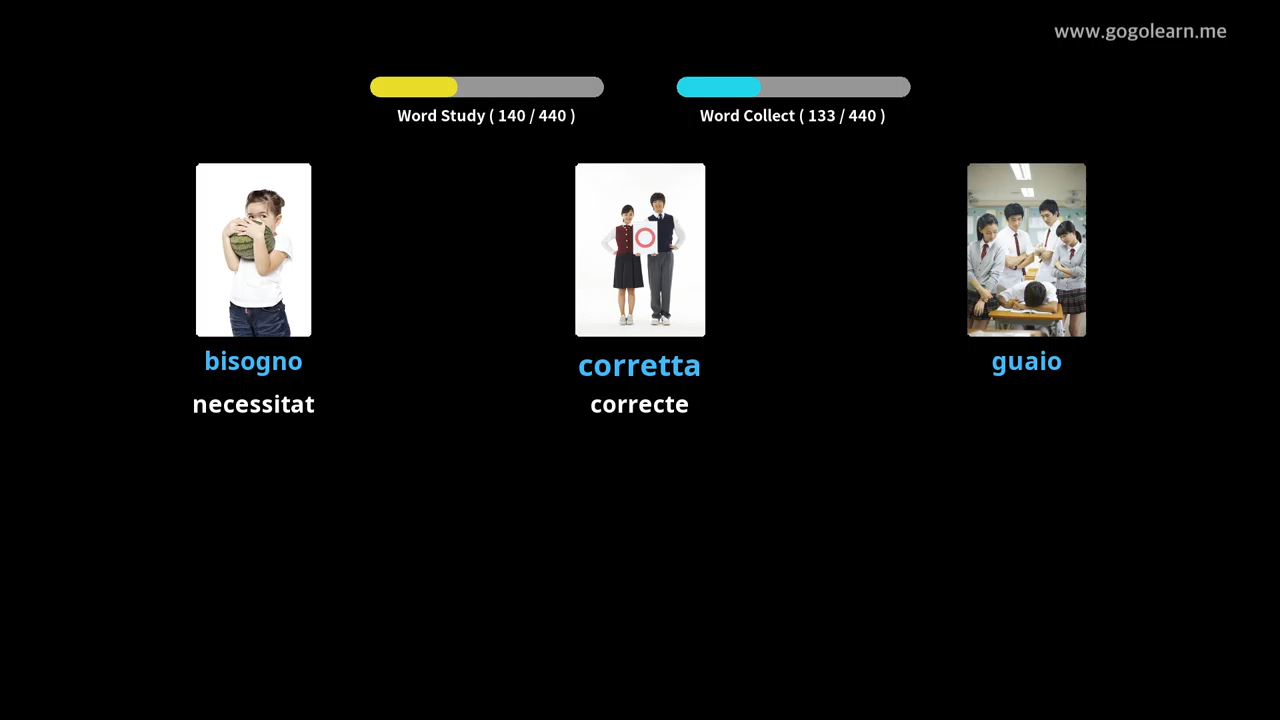 www.gogolearn.me
Word Study ( 140 / 440 )
Word Collect ( 133 / 440 )
bisogno
corretta
guaio
necessitat
correcte